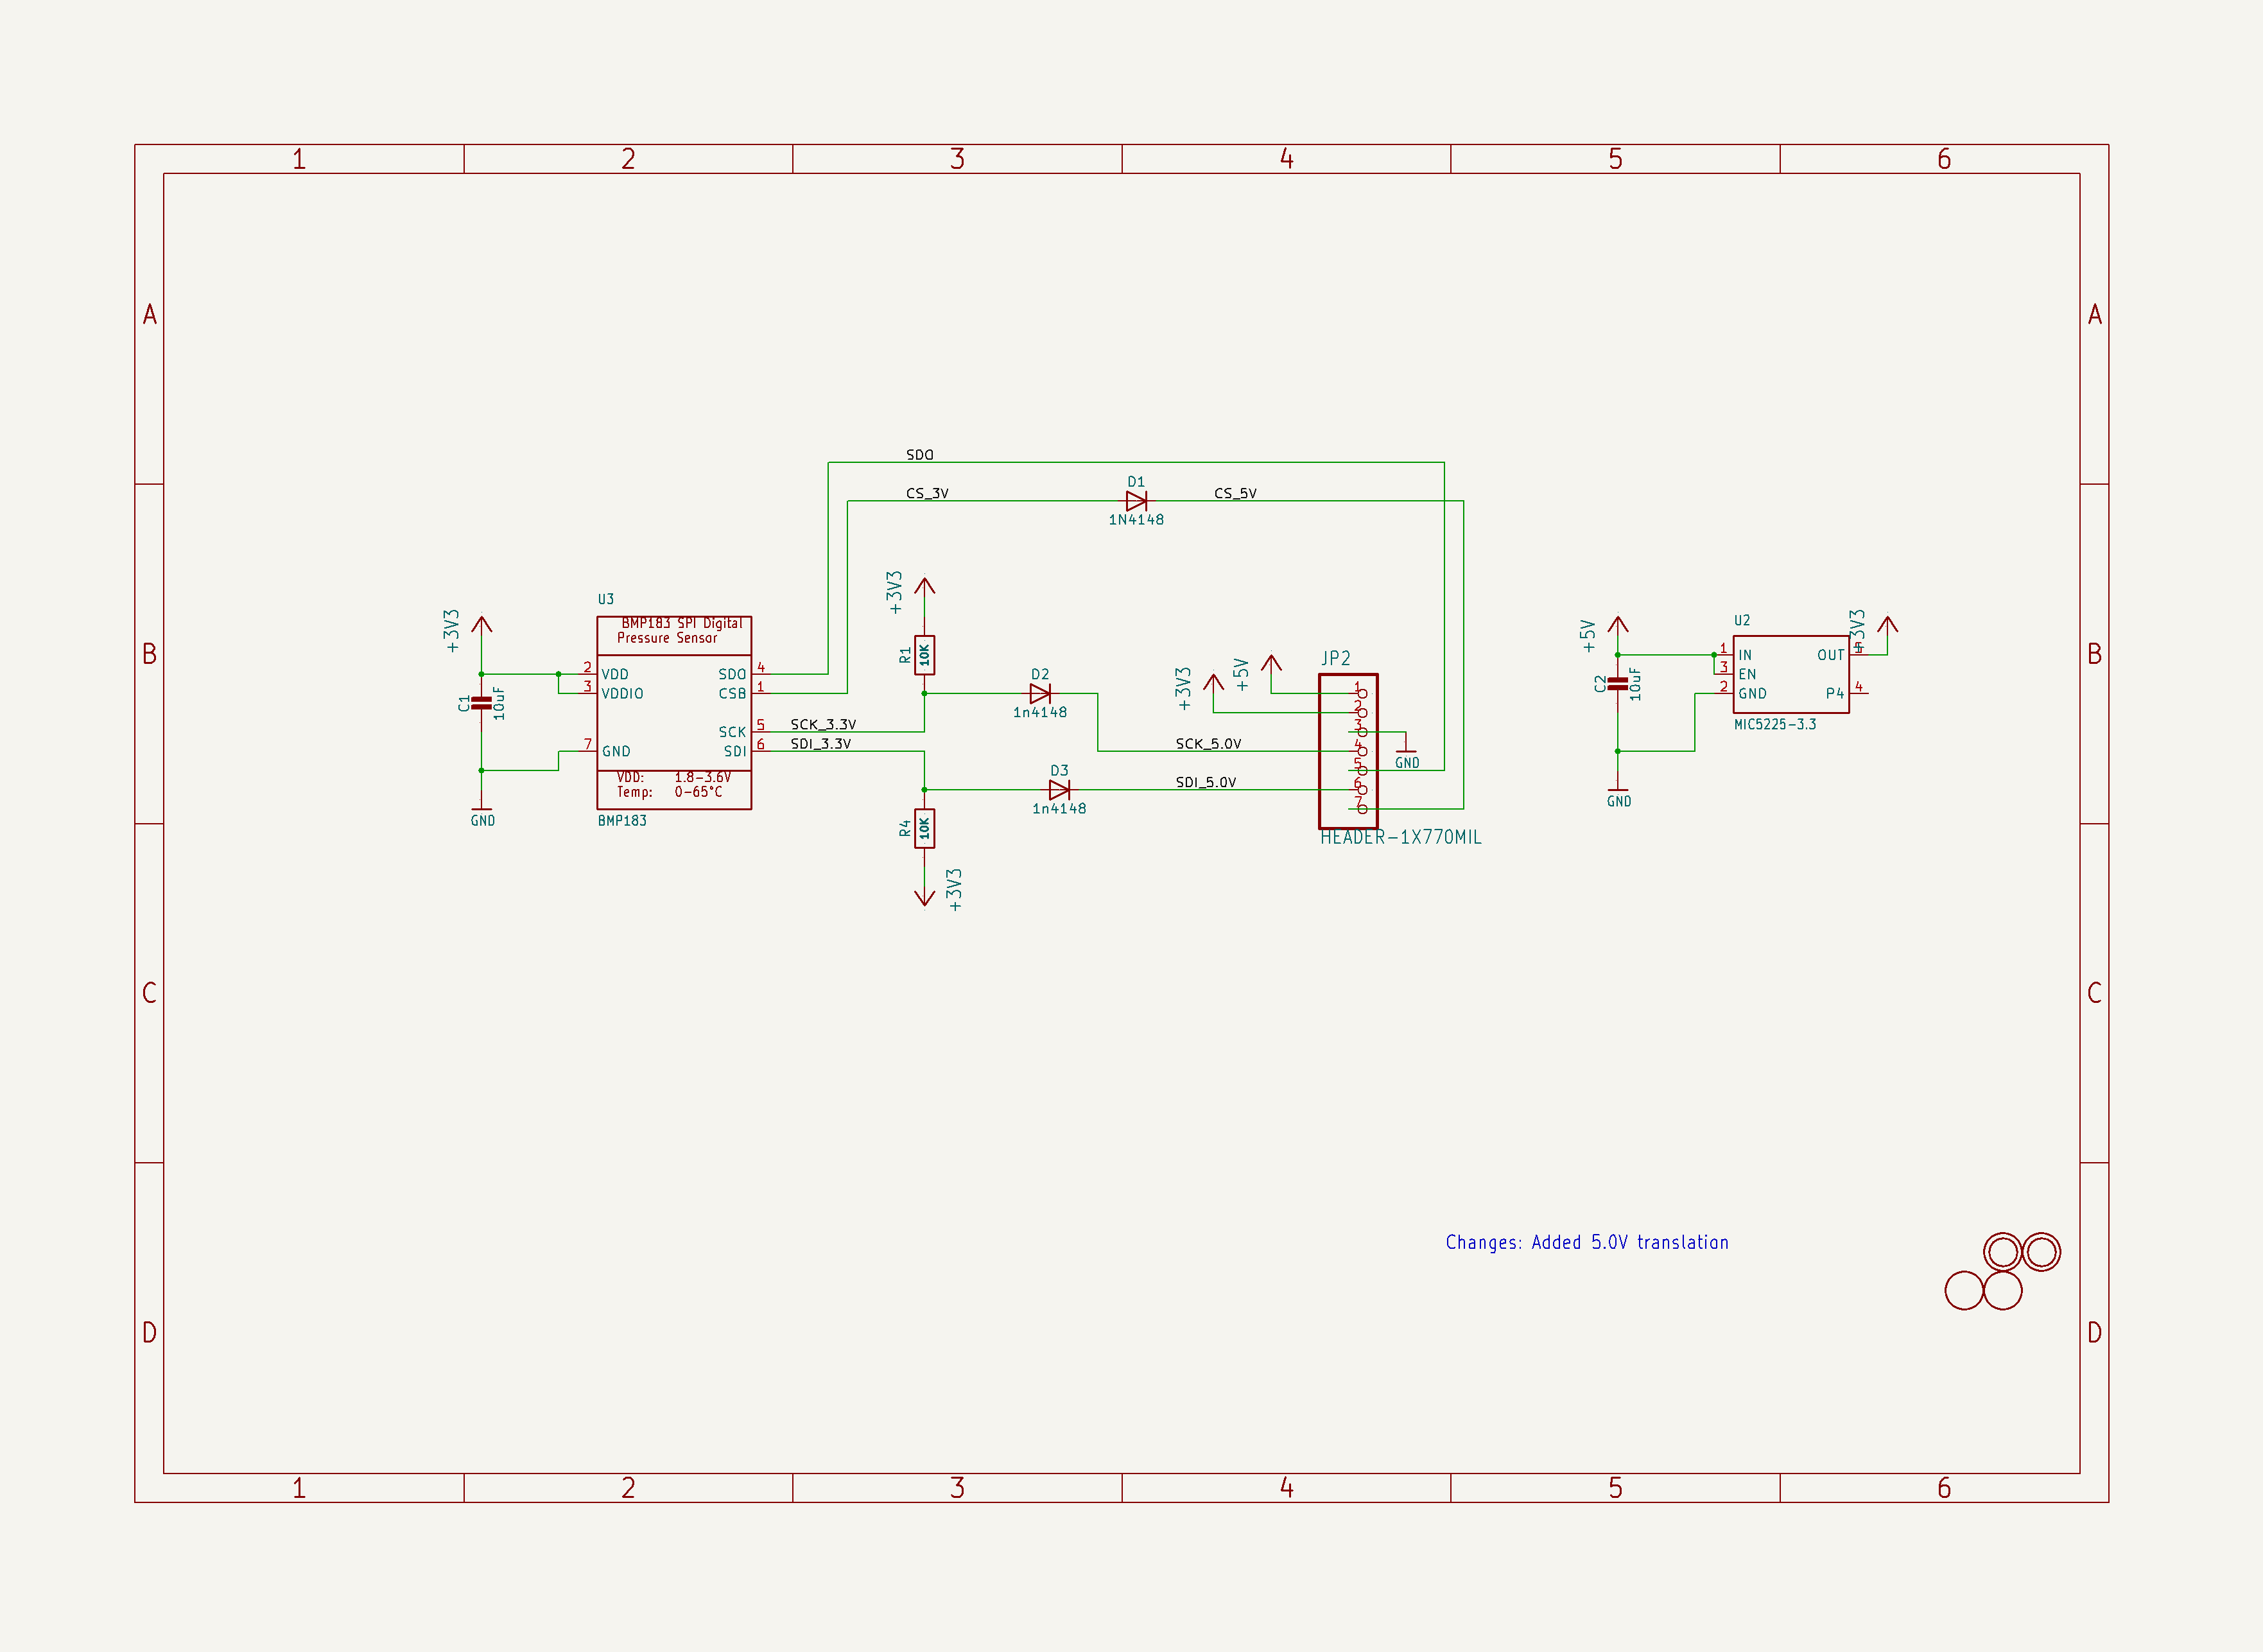 1 2 3 4 5 6
A A
SDO
D1
CS_3V CS_5V
1N4148
+3V3
U3
BMP183 SPI Digital
Pressure Sensor
+3V3
2 VDD SDO 4
3 VDDIO CSB 1
SCK 5
7 GND SDI 6
C1 10uF
VDD: 1.8-3.6V
Temp: 0-65°C
GND
BMP183
R1 10K
D2
1n4148
SCK_3.3V
SDI_3.3V
SCK_5.0V
D3
SDI_5.0V
1n4148
R4 10K
+3V3
+3V3
+5V
JP2
1
2
3
4
5
6
7
GND
HEADER-1X770MIL
+5V
C2 10uF
GND
U2
+3V3
1 IN OUT 5
3 EN
2 GND P4 4
MIC5225-3.3
B B
C C
Changes: Added 5.0V translation
D D
1 2 3 4 5 6